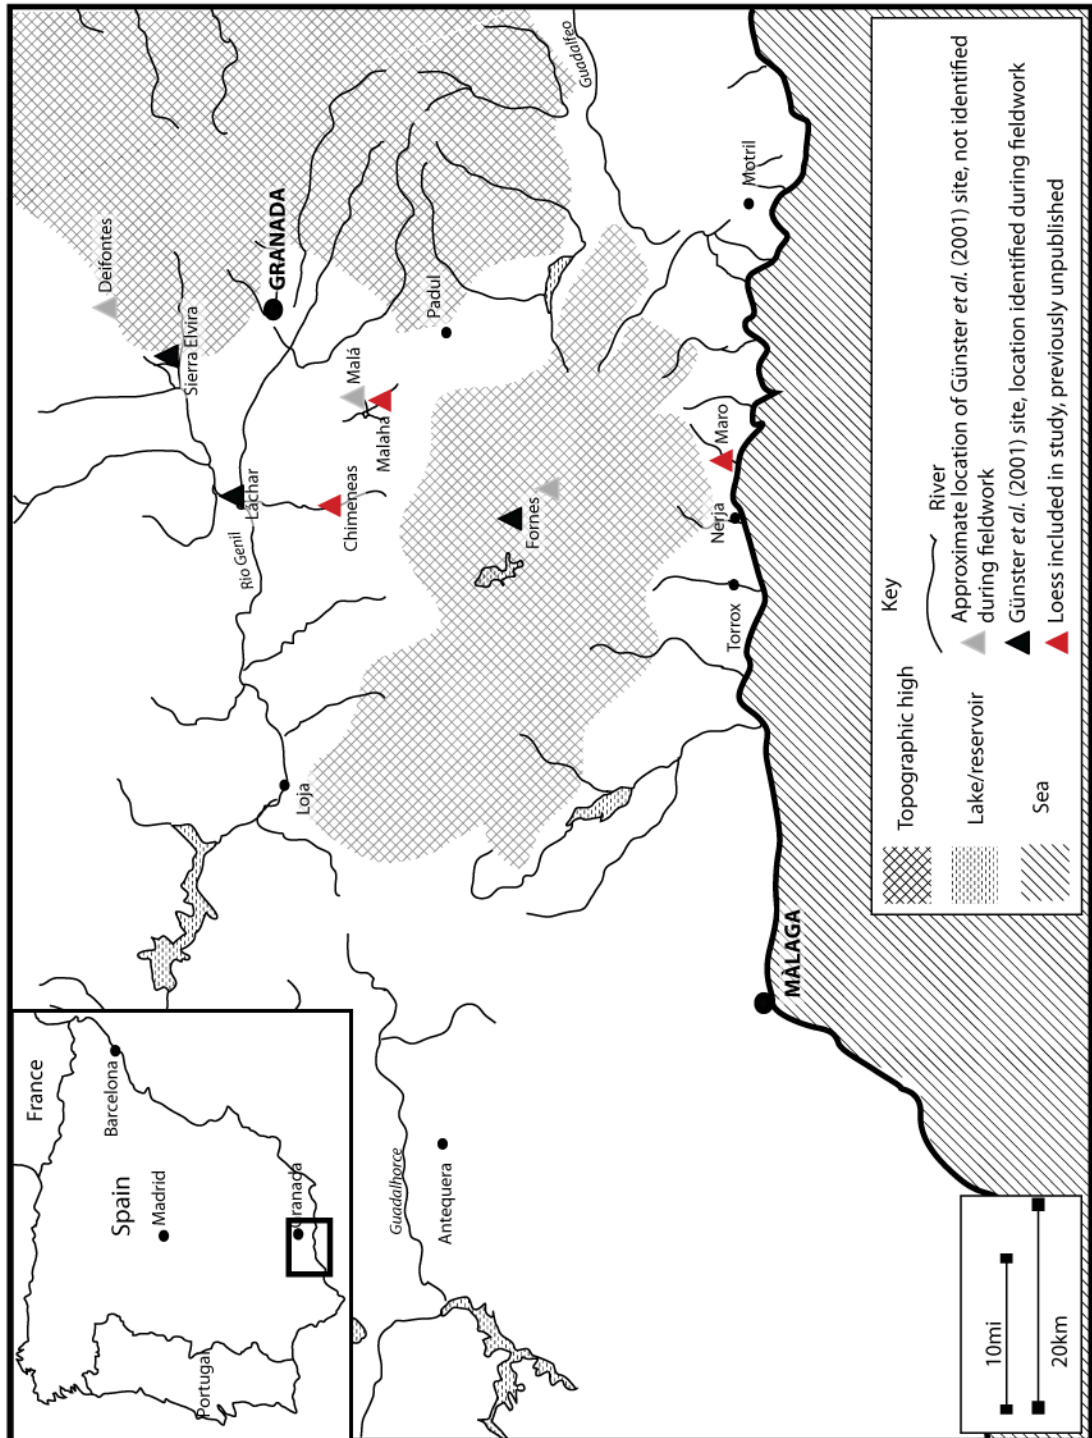 France
Barcelona
Spain
Madrid
Portugal
Granada
Deifontes
Sierra Elvira
GRANADA
Guadalfeo
Láchar
Rio Genil
Malá
Malahá
Padul
Chimeneas
Loja
Fornes
Motril
Maro
Nerja
Torrox
Guadalhorce
Antequera
MÀLAGA
10mi
20km
Key
Topographic high
Lake/reservoir
Sea
River
Approximate location of Günster et al. (2001) site, not identified
during fieldwork
Günster et al. (2001) site, location identified during fieldwork
Loess included in study, previously unpublished